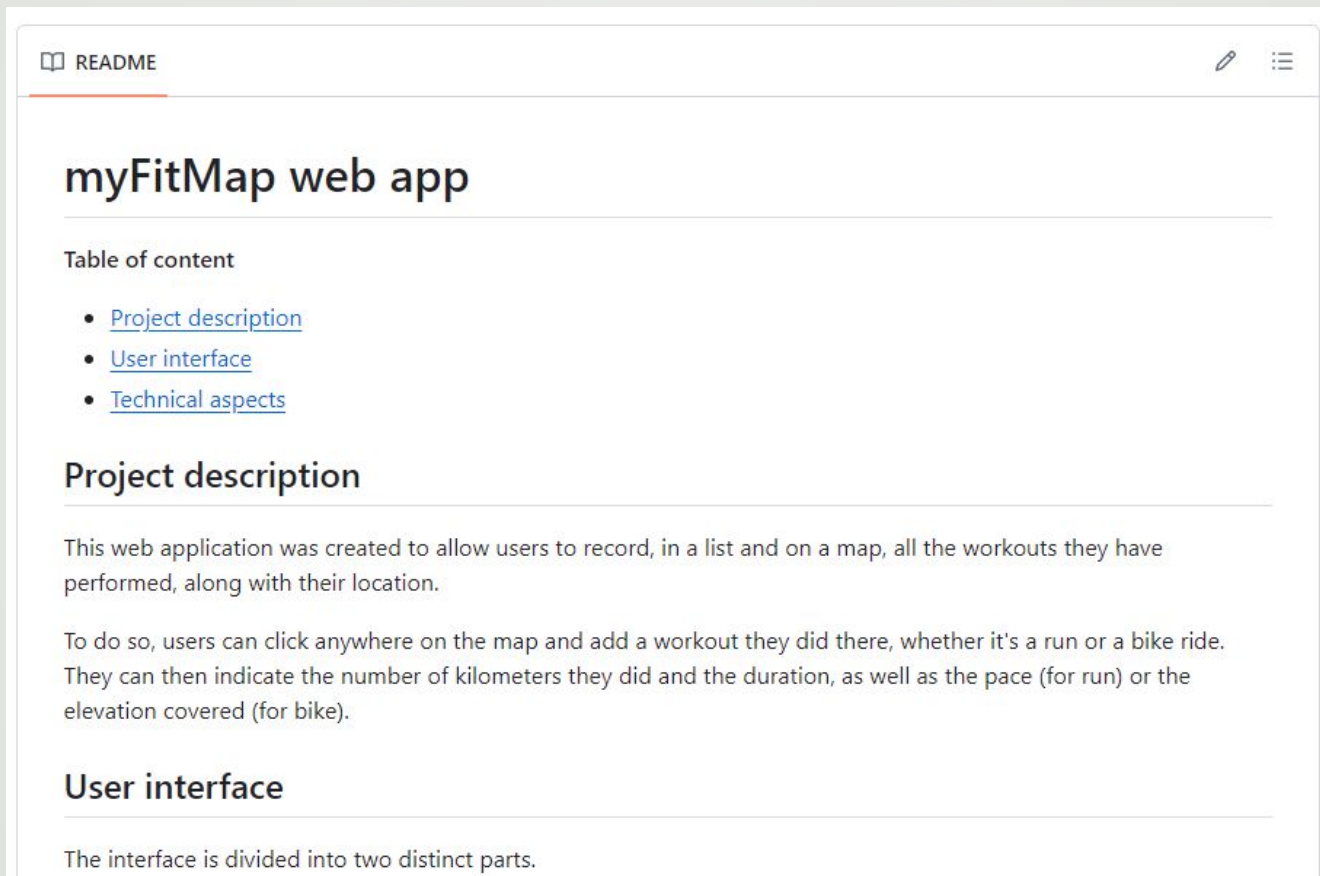 README
myFitMap web app
Table of content
Project description
User interface
Technical aspects
Project description
This web application was created to allow users to record, in a list and on a map, all the workouts they have
performed, along with their location.
To do so, users can click anywhere on the map and add a workout they did there, whether it's a run or a bike ride.
They can then indicate the number of kilometers they did and the duration, as well as the pace (for run) or the
elevation covered (for bike).
User interface
The interface is divided into two distinct parts.